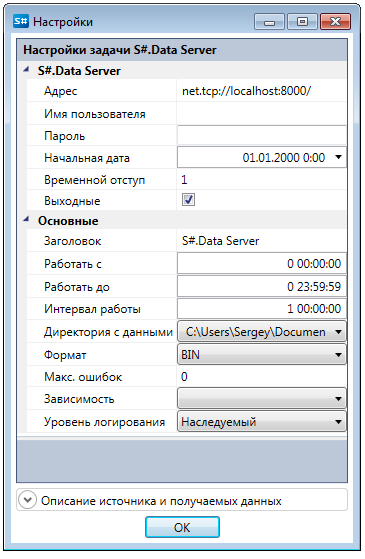 S# Настройки
Настройки задачи S#.Data Server
S#.Data Server
Адрес net.tcp://localhost:8000/
Имя пользователя
Пароль
Начальная дата 01.01.2000 0:00
Временной отступ 1
Выходные
Основные
Заголовок S#.Data Server
Работать с 0 00:00:00
Работать до 0 23:59:59
Интервал работы 1 00:00:00
Директория с данными C:\Users\Sergey\Documen
Формат BIN
Макс. ошибок 0
Зависимость
Уровень логирования Наследуемый
Описание источника и получаемых данных
OK